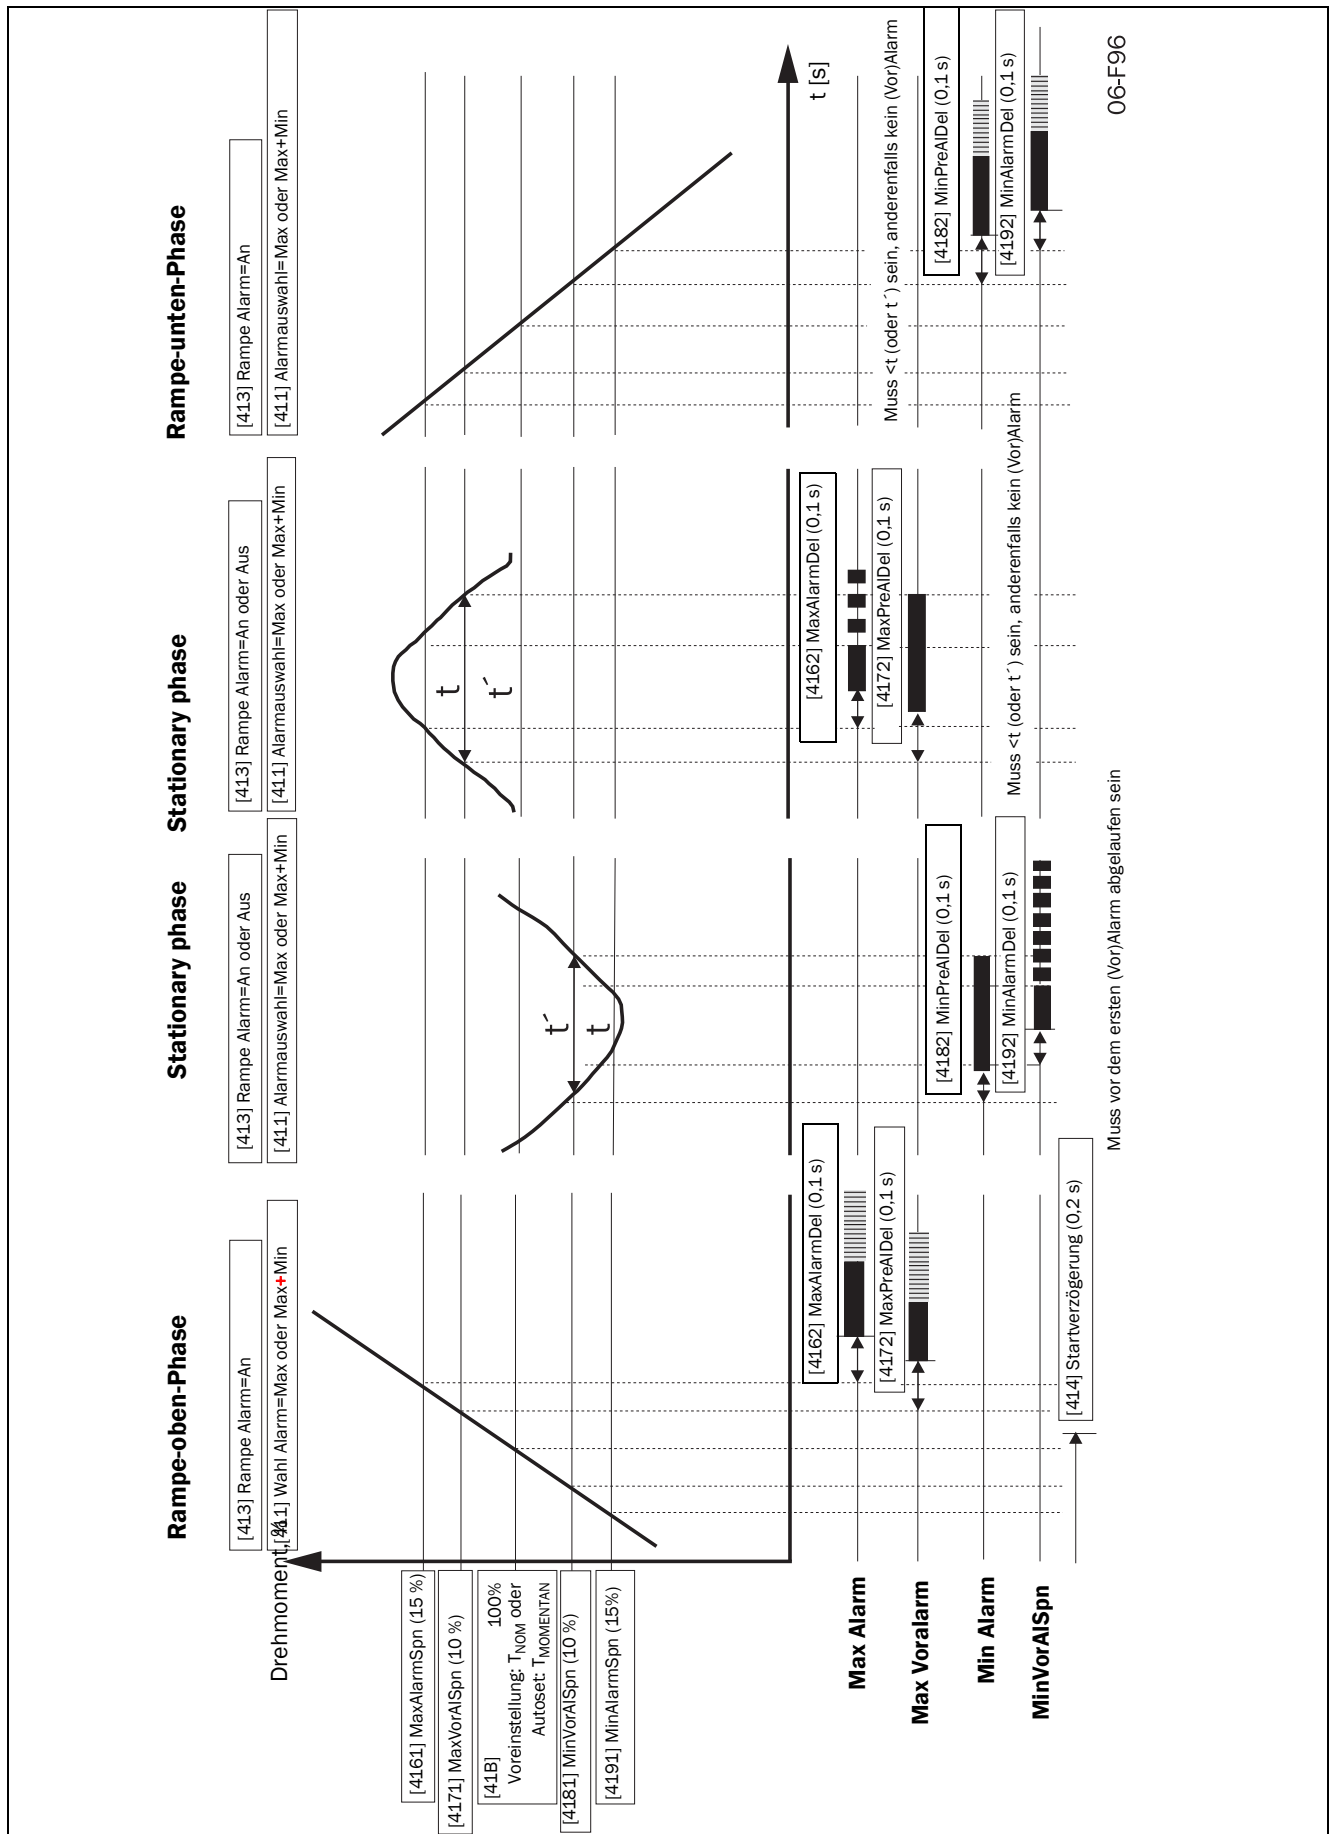 Rampe-oben-Phase
Stationary phase
Stationary phase
Rampe-unten-Phase
[413] Rampe Alarm=An
[411] Wahl Alarm=Max oder Max+Min
[413] Rampe Alarm=An oder Aus
[411] Alarmauswahl=Max oder Max+Min
[413] Rampe Alarm=An oder Aus
[411] Alarmauswahl=Max oder Max+Min
[413] Rampe Alarm=An
[411] Alarmauswahl=Max oder Max+Min
Drehmoment,%
[4161] MaxAlarmSpn (15 %)
[4171] MaxVorAlSpn (10 %)
[41B] 100%
Voreinstellung: TNOM oder
Autoset: TMOMENTAN
[4181] MinVorAlSpn (10 %)
[4191] MinAlarmSpn (15%)
t´
t
t
t´
t [s]
[4162] MaxAlarmDel (0,1 s)
[4162] MaxAlarmDel (0,1 s)
Max Alarm
[4172] MaxPreAlDel (0,1 s)
[4172] MaxPreAlDel (0,1 s)
Muss <t (oder t´) sein, anderenfalls kein (Vor)Alarm
Max Voralarm
[4182] MinPreAlDel (0,1 s)
[4182] MinPreAlDel (0,1 s)
Min Alarm
[4192] MinAlarmDel (0,1 s)
Muss <t (oder t´) sein, anderenfalls kein (Vor)Alarm
[4192] MinAlarmDel (0,1 s)
MinVorAlSpn
[414] Startverzögerung (0,2 s)
Muss vor dem ersten (Vor)Alarm abgelaufen sein
06-F96